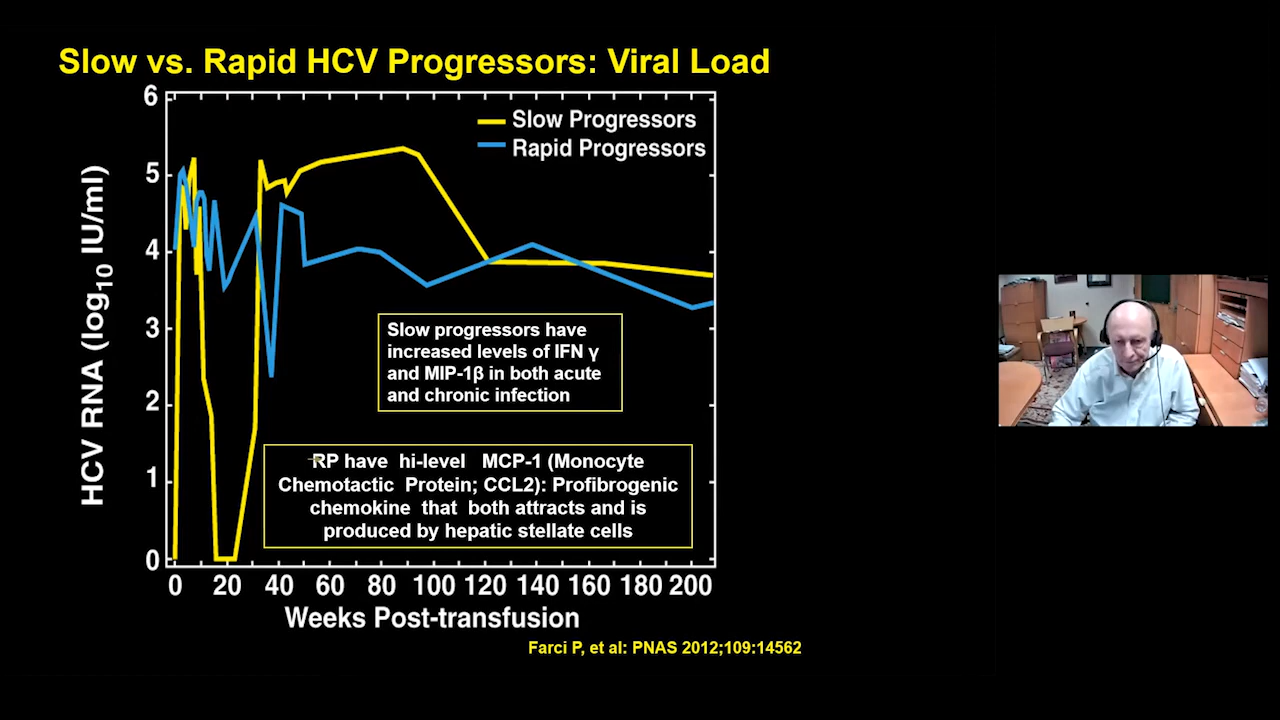 Slow vs. Rapid HCV Progressors: Viral Load
6
5
4
3
2
1
0
HCV RNA (log10 IU/ml)
Slow Progressors
Rapid Progressors
Slow progressors have
increased levels of IFN γ
and MIP-1β in both acute
and chronic infection
RP have hi-level MCP-1 (Monocyte
Chemotactic Protein; CCL2): Profibrogenic
chemokine that both attracts and is
produced by hepatic stellate cells
0 20 40 60 80 100 120 140 160 180 200
Weeks Post-transfusion
Farci P, et al: PNAS 2012;109:14562